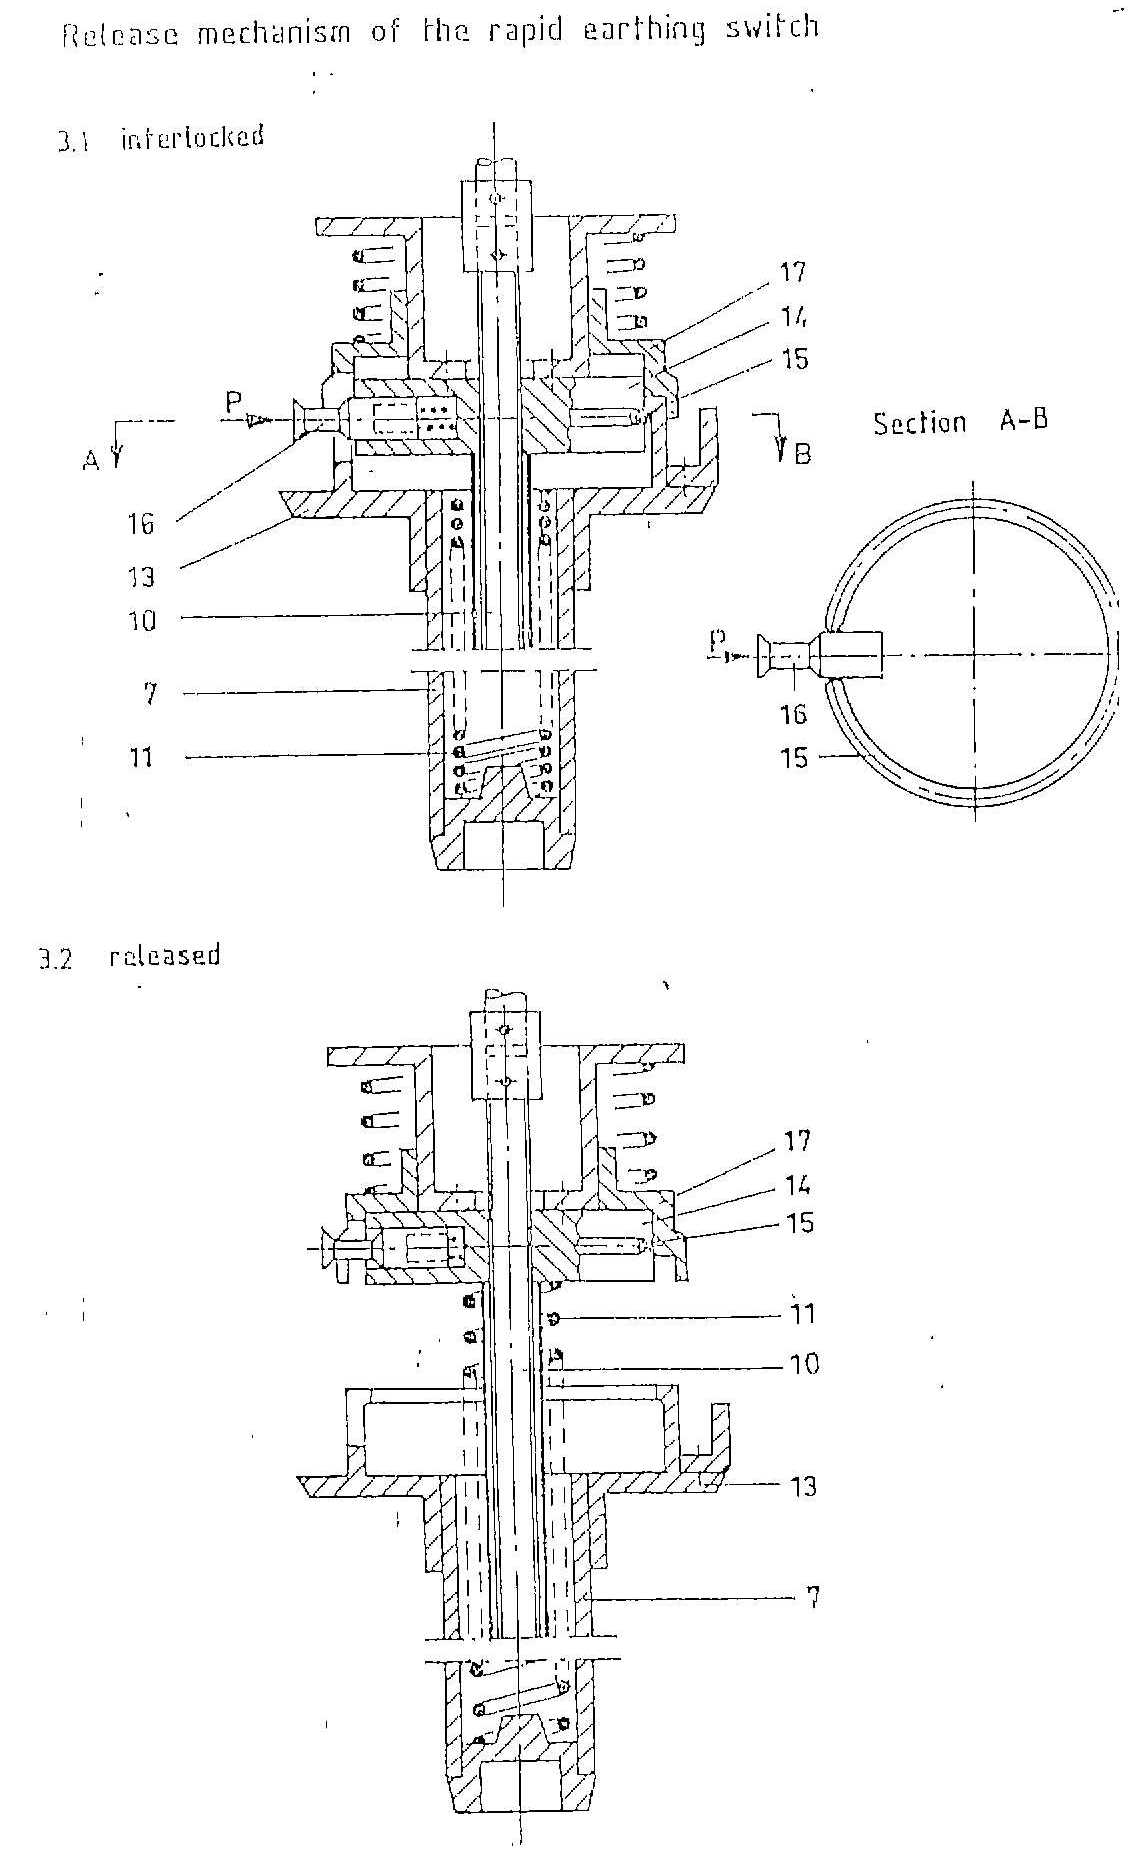 Release mechanism of the rapid earthing switch
3.1 interlocked
17
14
15
P
A
B
Section A-B
16
13
10
7
11
P
16
15
3.2 released
17
14
15
11
10
13
7